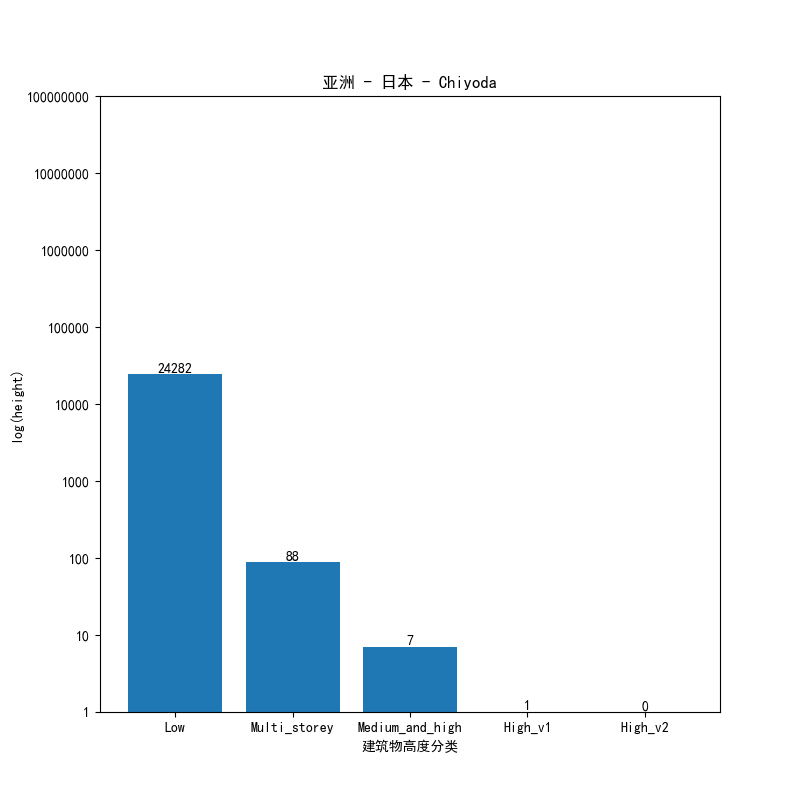 亚洲 - 日本 - Chiyoda
100000000
10000000
1000000
100000
10000
1000
100
10
1
log(height)
24282
88
7
1
0
Low
Multi_storey
Medium_and_high
High_v1
High_v2
建筑物高度分类